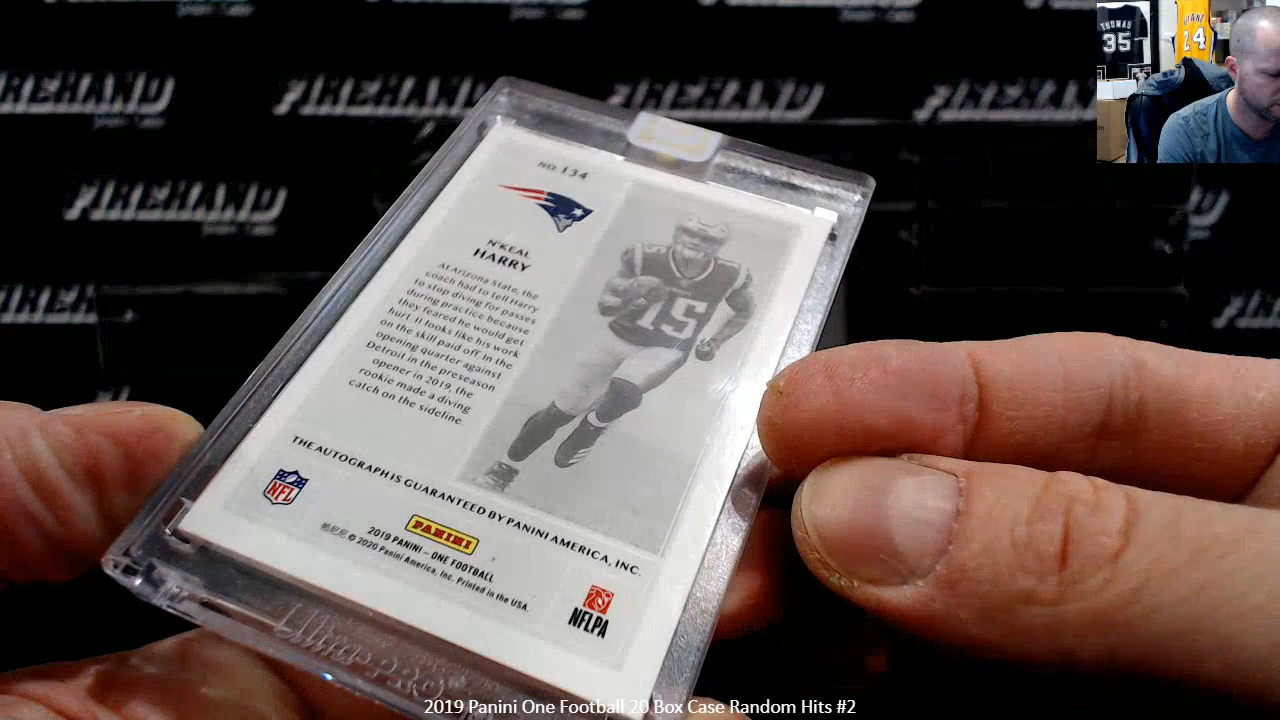 FIREHAND
FIREHAND
FIREHAND
FIREHAND
FIREHAND
THOMAS
35
24
NO. 134
N'KEAL
HARRY
At Arizona State, the
coach had to tell Harry
to stop diving for passes
during practice because
they feared he would get
hurt. It looks like his work
on the skill paid off. In the
opening quarter against
Detroit in the preseason
opener in 2019, the
rookie made a diving
catch on the sideline.
15
THE AUTOGRAPH IS GUARANTEED BY PANINI AMERICA, INC.
NFL
PANINI
2019 PANINI – ONE FOOTBALL
© 2020 Panini America, Inc. Printed in the USA.
NFLPA
ULTRA PRO
2019 Panini One Football 20 Box Case Random Hits #2